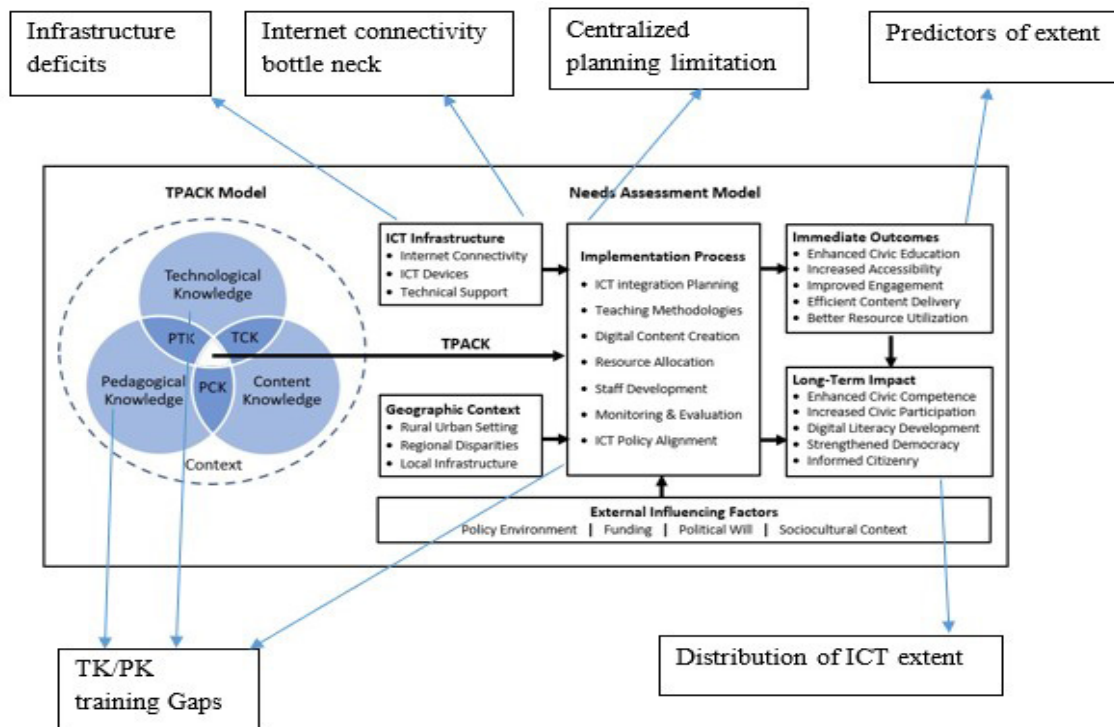 Infrastructure
deficits
Internet connectivity
bottle neck
Centralized
planning limitation
Predictors of extent
TPACK Model
Needs Assessment Model
Technological
Knowledge
PTK
TCK
PCK
Pedagogical
Knowledge
Content
Knowledge
Context
TPACK
ICT Infrastructure
• Internet Connectivity
• ICT Devices
• Technical Support
Geographic Context
• Rural Urban Setting
• Regional Disparities
• Local Infrastructure
Implementation Process
• ICT integration Planning
• Teaching Methodologies
• Digital Content Creation
• Resource Allocation
• Staff Development
• Monitoring & Evaluation
• ICT Policy Alignment
Immediate Outcomes
• Enhanced Civic Education
• Increased Accessibility
• Improved Engagement
• Efficient Content Delivery
• Better Resource Utilization
Long-Term Impact
• Enhanced Civic Competence
• Increased Civic Participation
• Digital Literacy Development
• Strengthened Democracy
• Informed Citizenry
External Influencing Factors
Policy Environment | Funding | Political Will | Sociocultural Context
TK/PK
training Gaps
Distribution of ICT extent